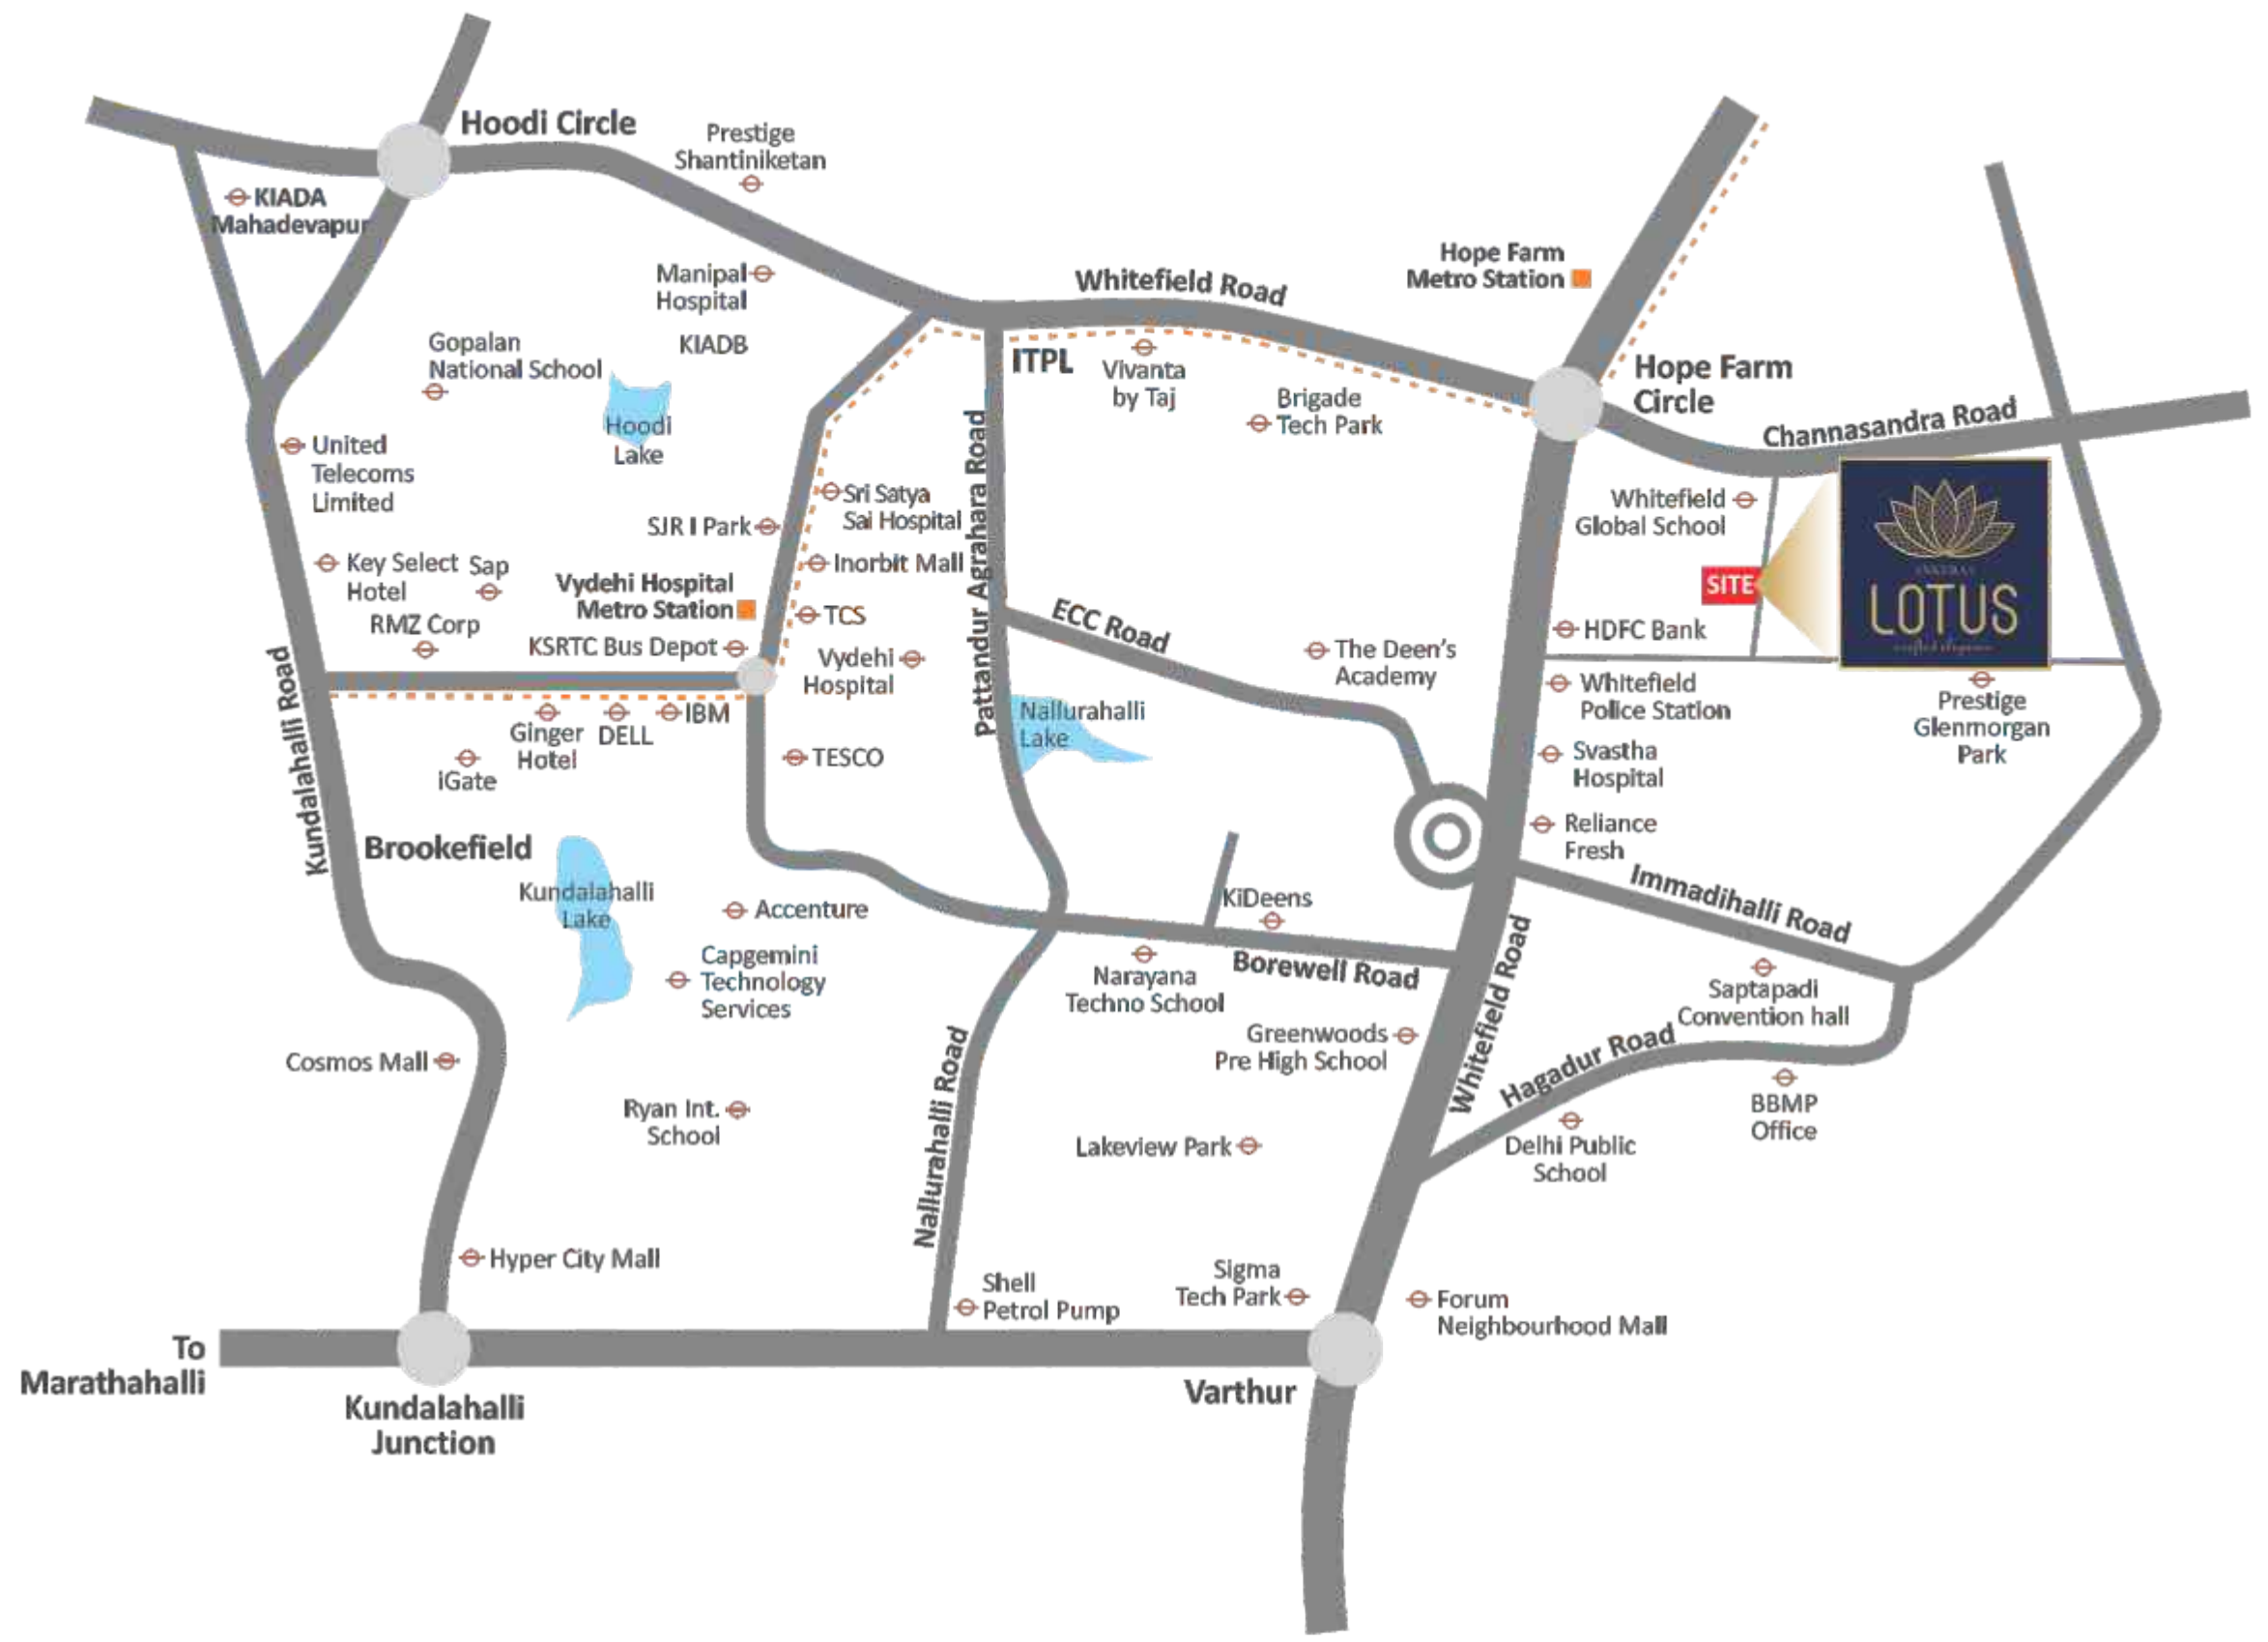 Hoodi Circle
Prestige
Shantiniketan
KIADA
Mahadevapur
Manipal
Hospital
KIADB
Gopalan
National School
Hoodi
Lake
United
Telecoms
Limited
Whitefield Road
Hope Farm
Metro Station
Hope Farm
Circle
Channasandra Road
ITPL
Vivanta
by Taj
Brigade
Tech Park
Pattandur Agrahara Road
Sri Satya
Sai Hospital
SJR I Park
Inorbit Mall
Key Select
Hotel
Sap
RMZ Corp
Vydehi Hospital
Metro Station
TCS
KSRTC Bus Depot
Vydehi
Hospital
Whitefield
Global School
SITE
LOTUS
HDFC Bank
ECC Road
The Deen's
Academy
Whitefield
Police Station
Prestige
Glenmorgan
Park
Kundalahalli Road
Ginger
Hotel
DELL
IBM
iGate
TESCO
Nallurahalli
Lake
Svastha
Hospital
Reliance
Fresh
Brookefield
Kundalahalli
Lake
Accenture
Capgemini
Technology
Services
KiDeens
Immadihalli Road
Narayana
Techno School
Borewell Road
Whitefield Road
Saptapadi
Convention hall
Greenwoods
Pre High School
Hagadur Road
Cosmos Mall
Ryan Int.
School
Nallurahalli Road
Lakeview Park
Delhi Public
School
BBMP
Office
Hyper City Mall
Shell
Petrol Pump
Sigma
Tech Park
Forum
Neighbourhood Mall
To
Marathahalli
Kundalahalli
Junction
Varthur